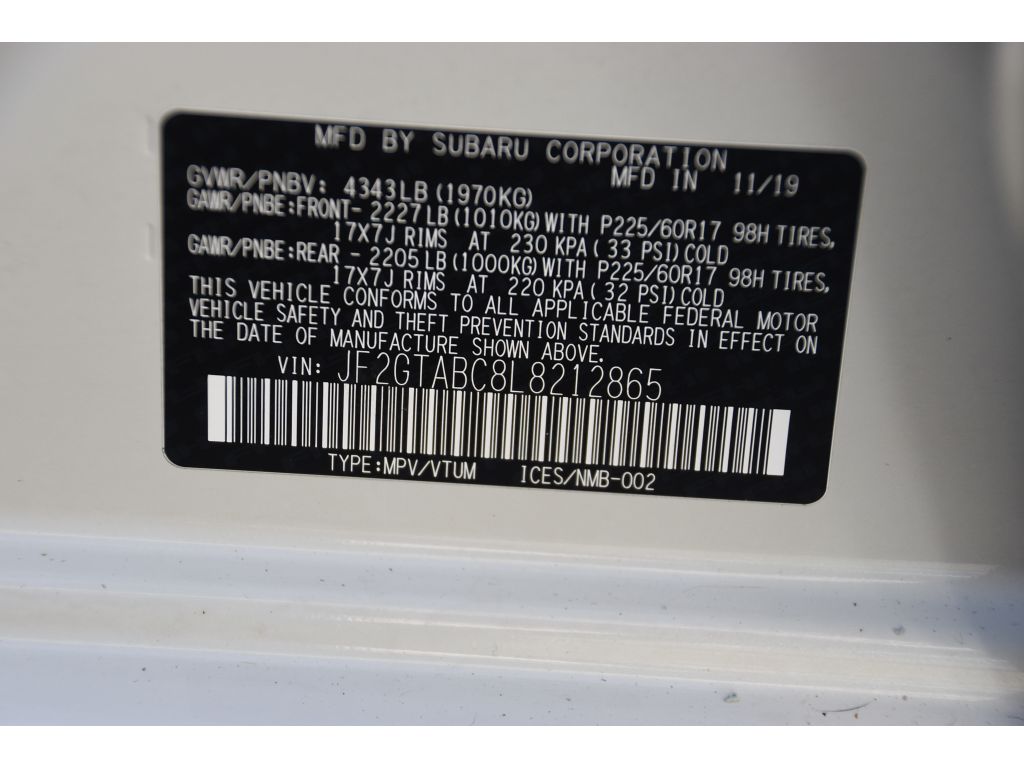 MFD BY SUBARU CORPORATION
MFD IN 11/19
GVWR/PNBV: 4343LB (1970KG)
GAWR/PNBE:FRONT- 2227LB (1010KG) WITH P225/60R17 98H TIRES,
17X7J RIMS AT 230 KPA( 33 PSI)COLD
GAWR/PNBE:REAR - 2205LB (1000KG) WITH P225/60R17 98H TIRES,
17X7J RIMS AT 220 KPA( 32 PSI)COLD
THIS VEHICLE CONFORMS TO ALL APPLICABLE FEDERAL MOTOR
VEHICLE SAFETY AND THEFT PREVENTION STANDARDS IN EFFECT ON
THE DATE OF MANUFACTURE SHOWN ABOVE.
VIN: JF2GTABC8L8212865
TYPE:MPV/VTUM ICES/NMB-002